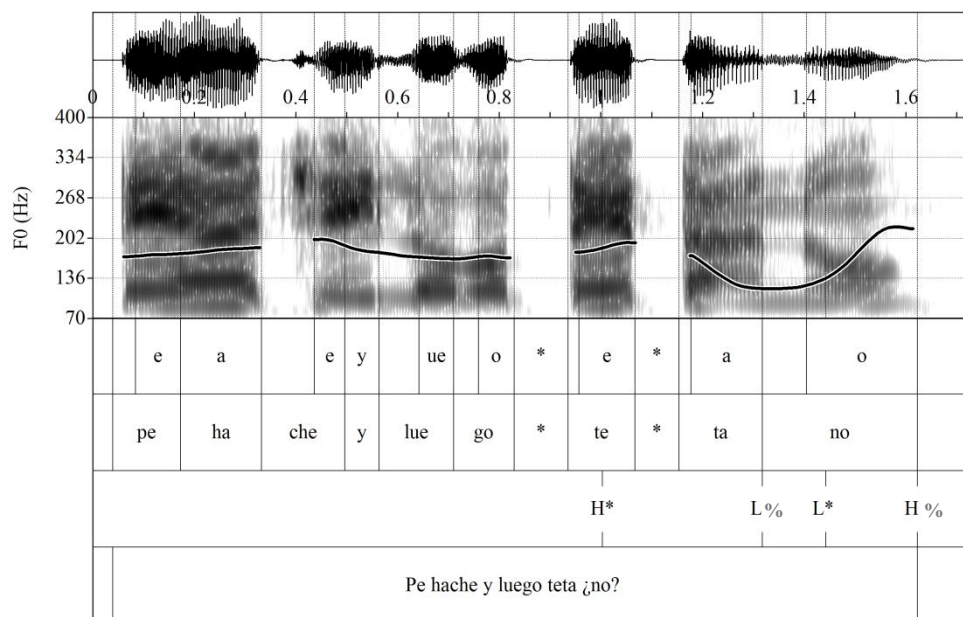 0 0.2 0.4 0.6 0.8 1 1.2 1.4 1.6
400
334
268
202
136
70
F0 (Hz)
e a e y ue o * e * a o
pe ha che y lue go * te * ta no
H* L% L* H%
Pe hache y luego teta ¿no?